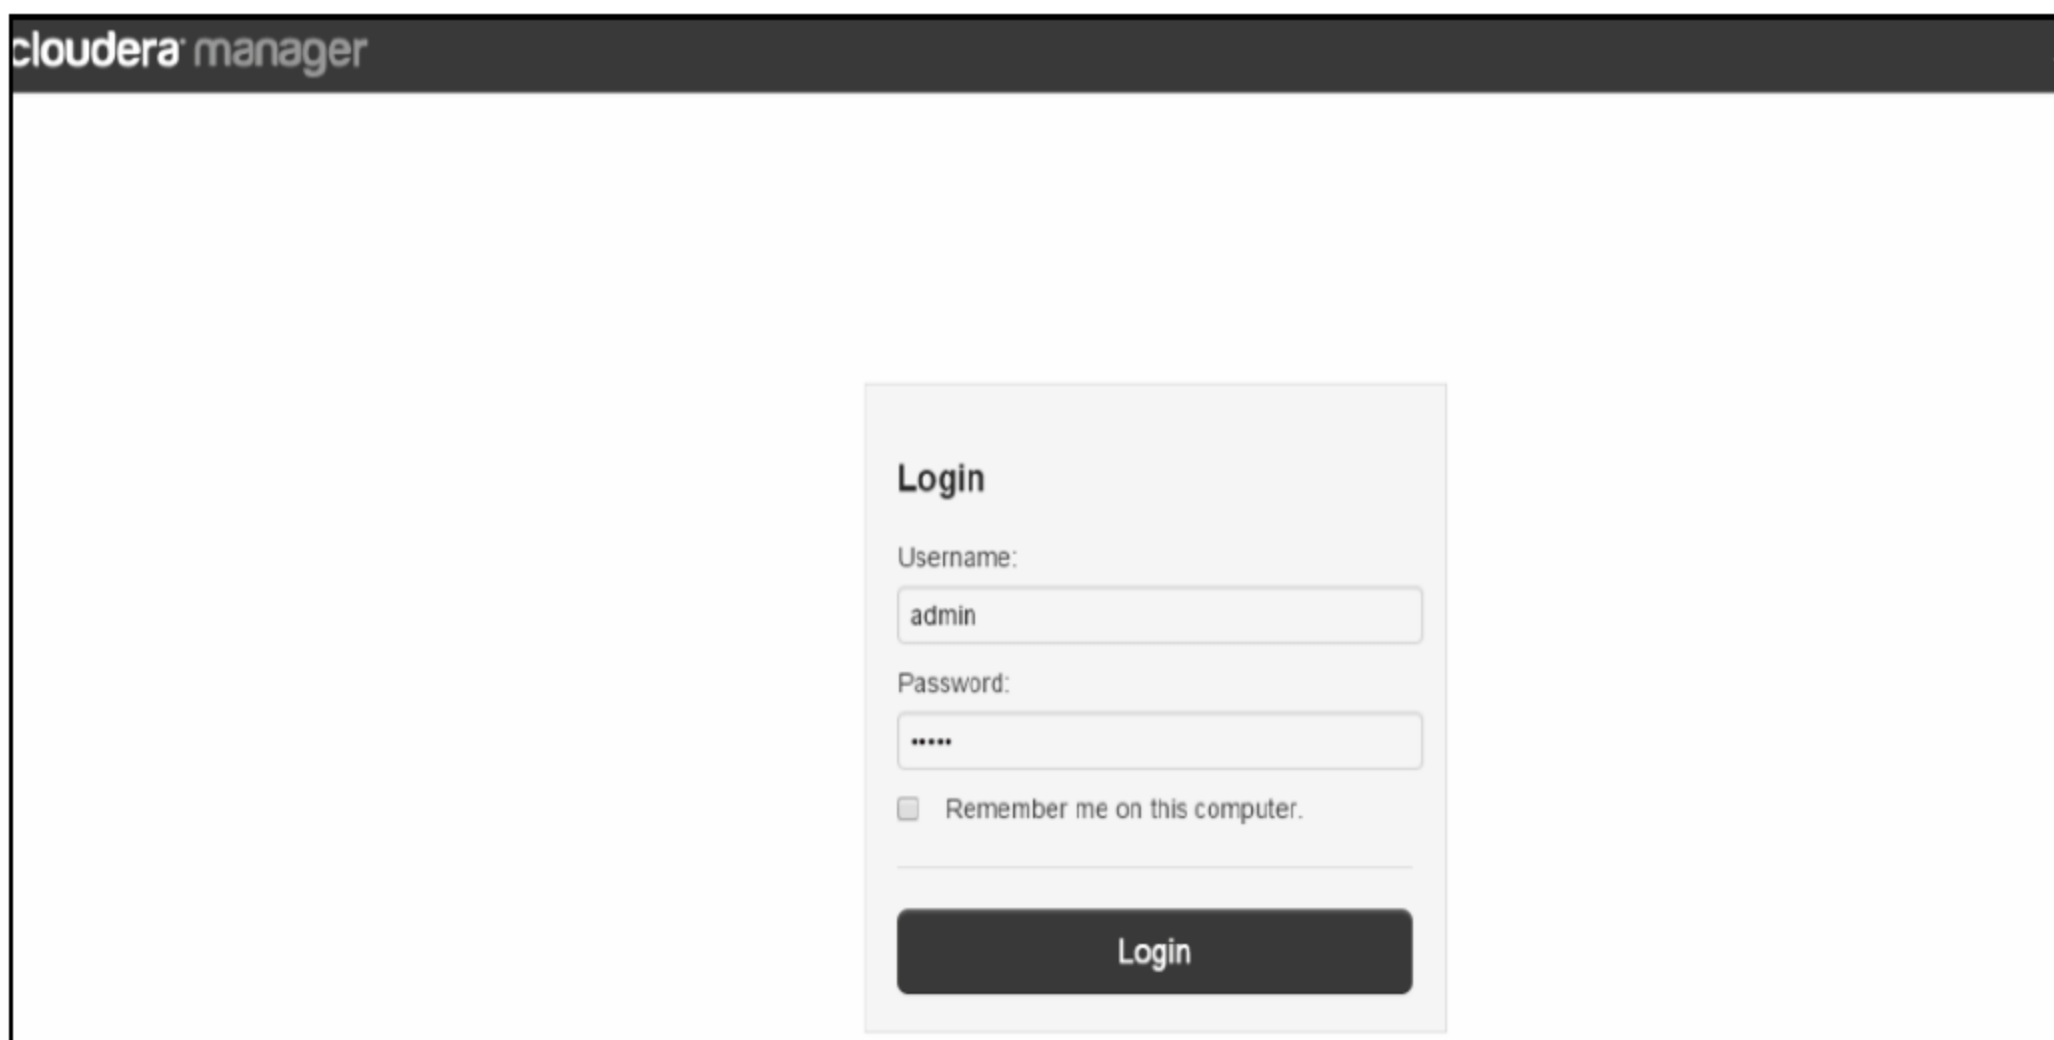 cloudera manager
Login
Username:
admin
Password:
•••••
Remember me on this computer.
Login